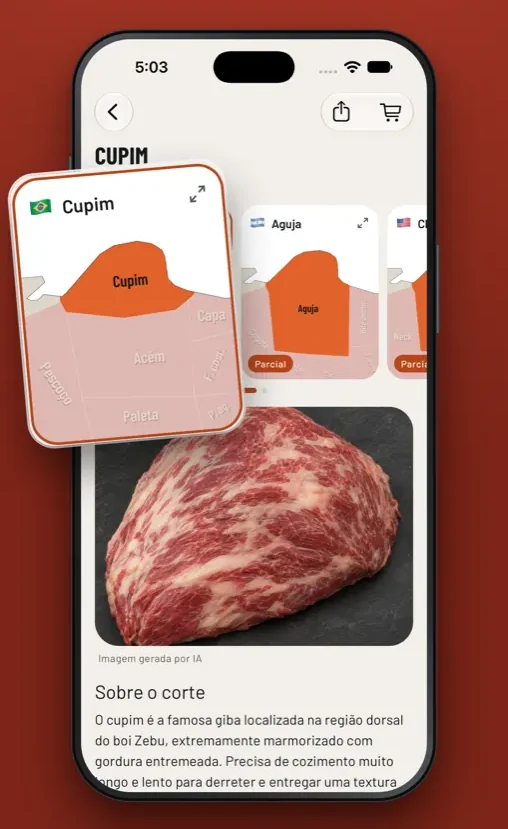 5:03
CUPIM
Cupim
Cupim
Capa
Acém
Pescoço
Paleta
Aguja
Aguja
Parcial
Neck
Imagem gerada por IA
Sobre o corte
O cupim é a famosa giba localizada na região dorsal
do boi Zebu, extremamente marmorizado com
gordura entremeada. Precisa de cozimento muito
longo e lento para derreter e entregar uma textura